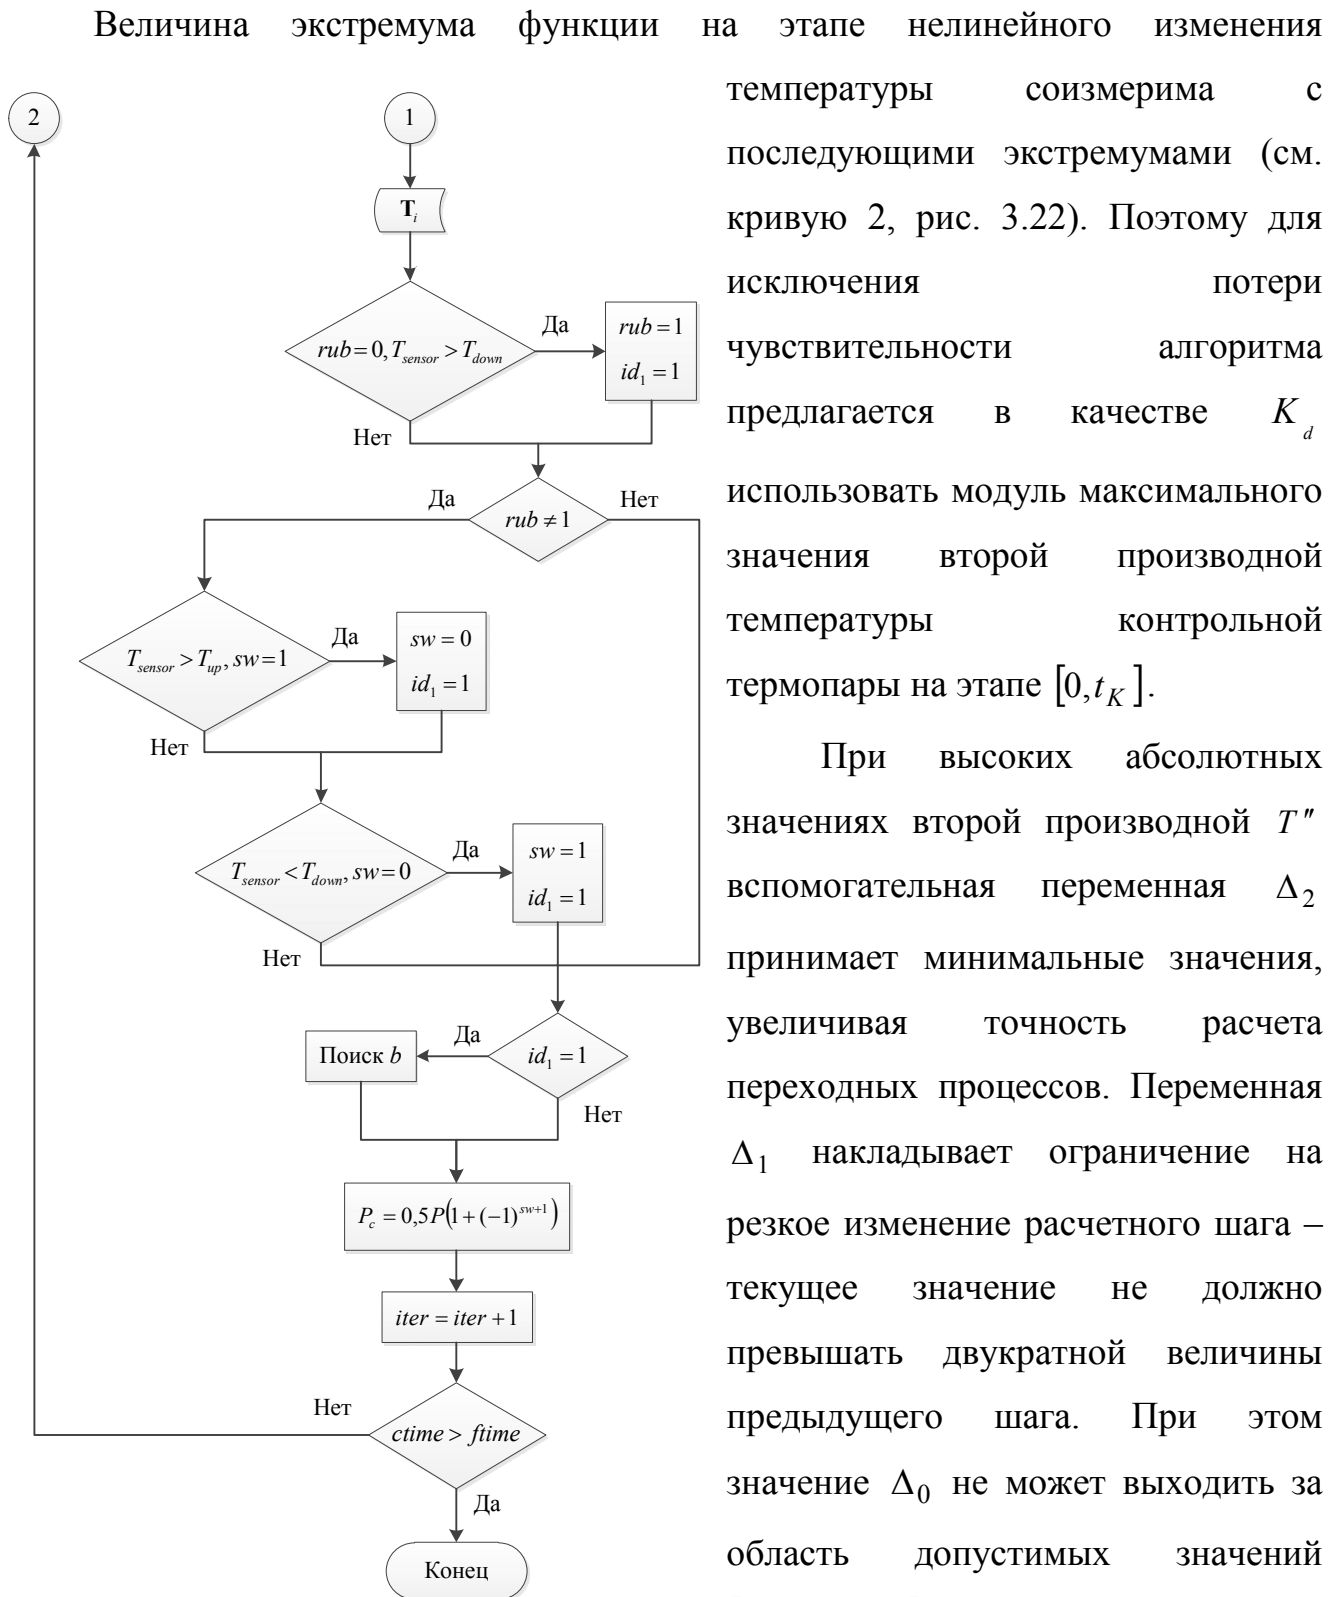 Величина экстремума функции на этапе нелинейного изменения
температуры соизмерима с
последующими экстремумами (см.
кривую 2, рис. 3.22). Поэтому для
исключения потери
чувствительности алгоритма
предлагается в качестве K_d
использовать модуль максимального
значения второй производной
температуры контрольной
термопары на этапе [0, t_K].
При высоких абсолютных
значениях второй производной T″
вспомогательная переменная Δ_2
принимает минимальные значения,
увеличивая точность расчета
переходных процессов. Переменная
Δ_1 накладывает ограничение на
резкое изменение расчетного шага –
текущее значение не должно
превышать двукратной величины
предыдущего шага. При этом
значение Δ_0 не может выходить за
область допустимых значений
2
1
T_i
rub = 0, T_sensor > T_down
Да
rub = 1
id_1 = 1
Нет
rub ≠ 1
Да
Нет
T_sensor > T_up, sw = 1
Да
sw = 0
id_1 = 1
Нет
T_sensor < T_down, sw = 0
Да
sw = 1
id_1 = 1
Нет
id_1 = 1
Да
Поиск b
Нет
P_c = 0,5P(1 + (−1)^{sw+1})
iter = iter + 1
ctime > ftime
Нет
Да
Конец